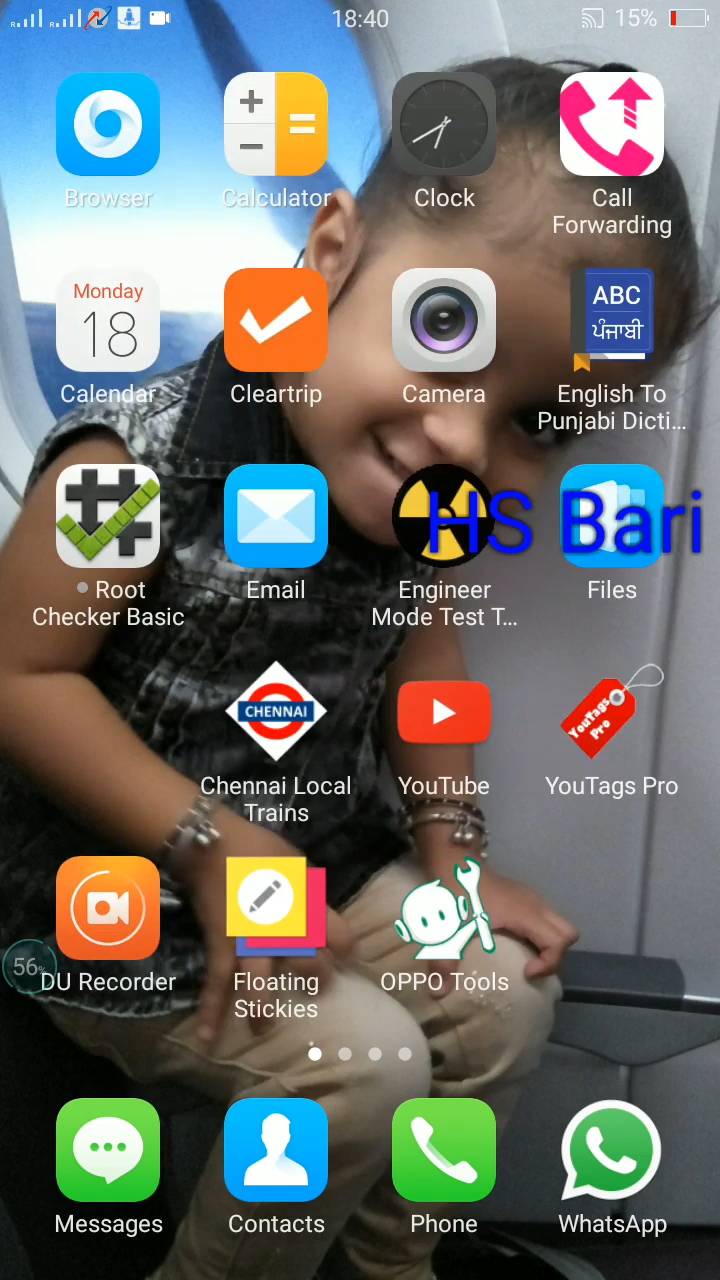 18:40
15%
Browser
Calculator
Clock
Call
Forwarding
Monday
18
ABC
ਪੰਜਾਬੀ
Calendar
Cleartrip
Camera
English To
Punjabi Dicti...
HS Bari
Root
Checker Basic
Email
Engineer
Mode Test T...
Files
CHENNAI
YouTags
Pro
Chennai Local
Trains
YouTube
YouTags Pro
56%
DU Recorder
Floating
Stickies
OPPO Tools
Messages
Contacts
Phone
WhatsApp